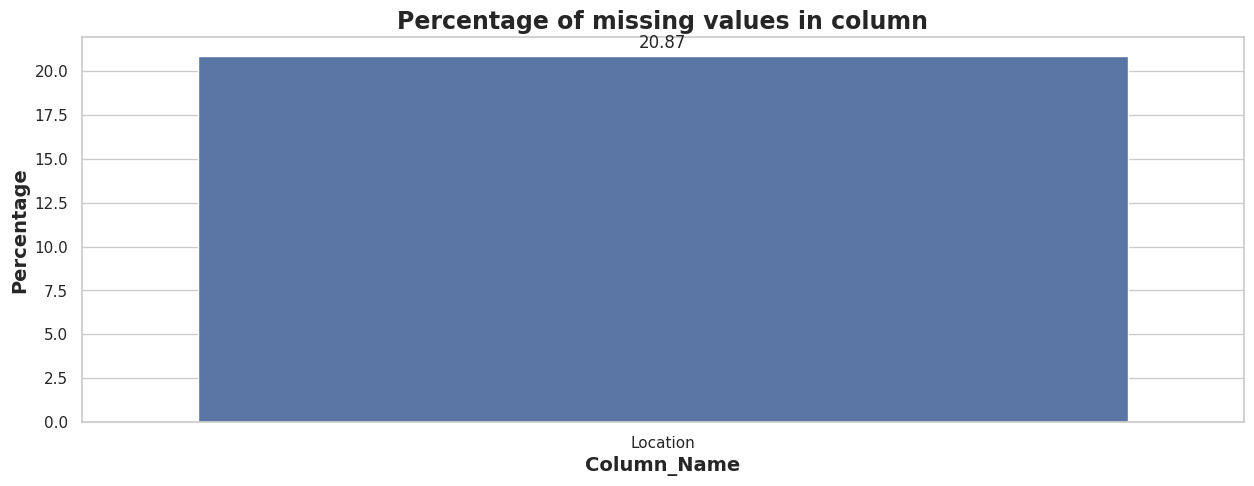 Percentage of missing values in column
20.87
20.0
17.5
15.0
12.5
10.0
7.5
5.0
2.5
0.0
Percentage
Location
Column_Name